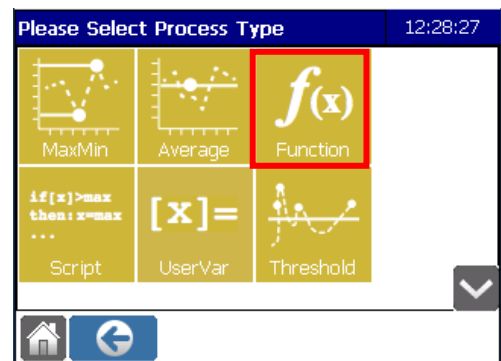 Please Select Process Type 12:28:27
MaxMin Average f(x) Function
if[x]>max
then:x=max
...
Script [x]= UserVar Threshold